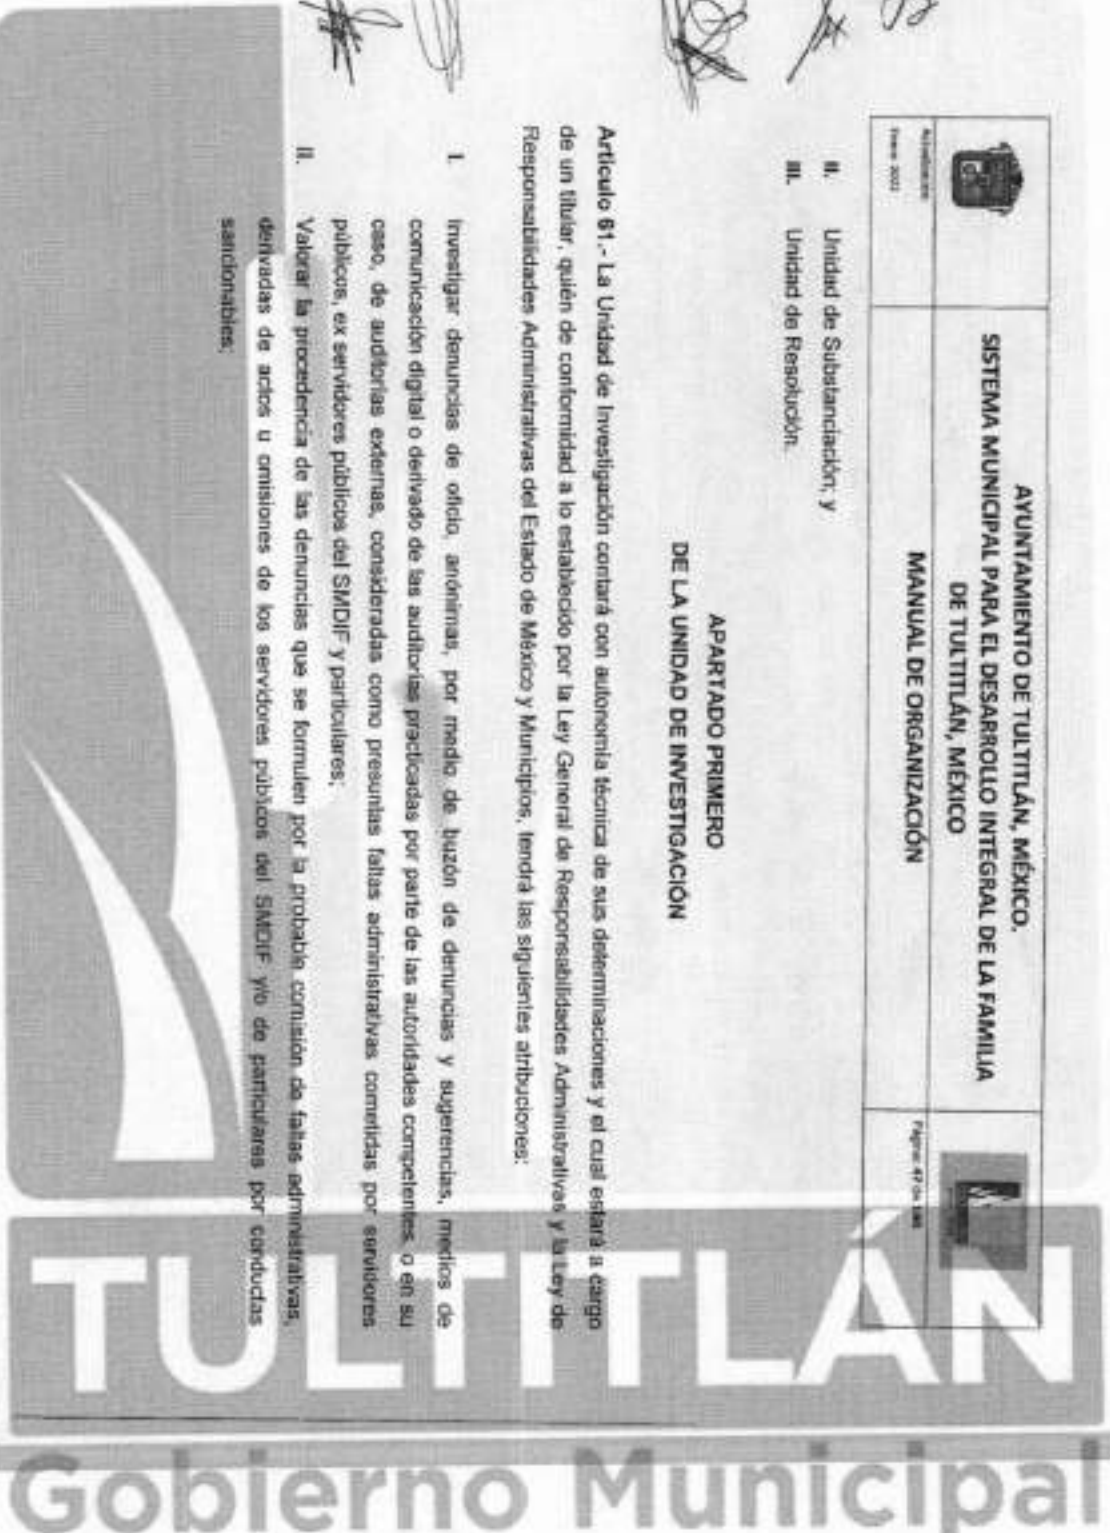 AYUNTAMIENTO DE TULTITLÁN, MÉXICO.
SISTEMA MUNICIPAL PARA EL DESARROLLO INTEGRAL DE LA FAMILIA
DE TULTITLÁN, MÉXICO
MANUAL DE ORGANIZACIÓN
Página: 47 de
II. Unidad de Substanciación; y
III. Unidad de Resolución.
APARTADO PRIMERO
DE LA UNIDAD DE INVESTIGACIÓN
Artículo 61.- La Unidad de Investigación contará con autonomía técnica de sus determinaciones y el cual estará a cargo
de un titular, quién de conformidad a lo establecido por la Ley General de Responsabilidades Administrativas y la Ley de
Responsabilidades Administrativas del Estado de México y Municipios, tendrá las siguientes atribuciones:
I. Investigar denuncias de oficio, anónimas, por medio de buzón de denuncias y sugerencias, medios de
comunicación digital o derivado de las auditorías practicadas por parte de las autoridades competentes, o en su
caso, de auditorías externas, consideradas como presuntas faltas administrativas cometidas por servidores
públicos, ex servidores públicos del SMDIF y particulares;
II. Valorar la procedencia de las denuncias que se formulen por la probable comisión de faltas administrativas,
derivadas de actos u omisiones de los servidores públicos del SMDIF y/o de particulares por conductas
sancionables;
TULTITLÁN
Gobierno Municipal